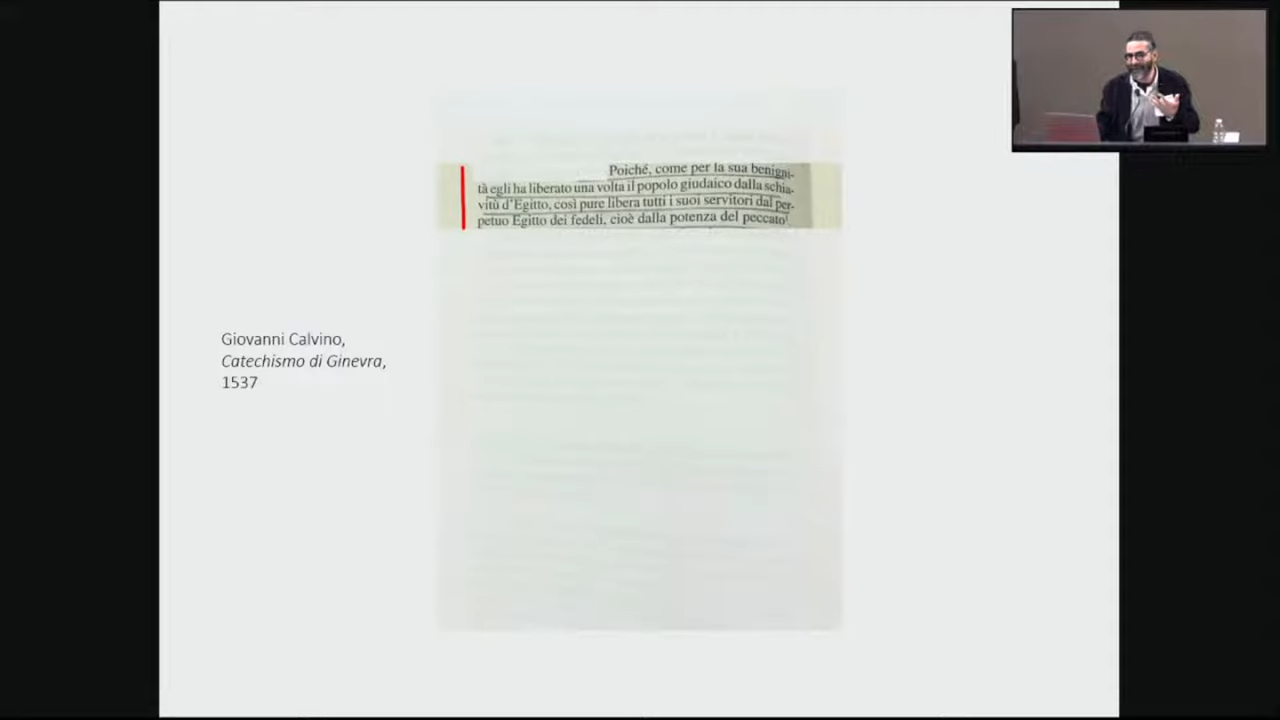 Poiché, come per la sua benigni-
tà egli ha liberato una volta il popolo giudaico dalla schia-
vitù d'Egitto, così pure libera tutti i suoi servitori dal per-
petuo Egitto dei fedeli, cioè dalla potenza del peccato¹
Giovanni Calvino,
Catechismo di Ginevra,
1537